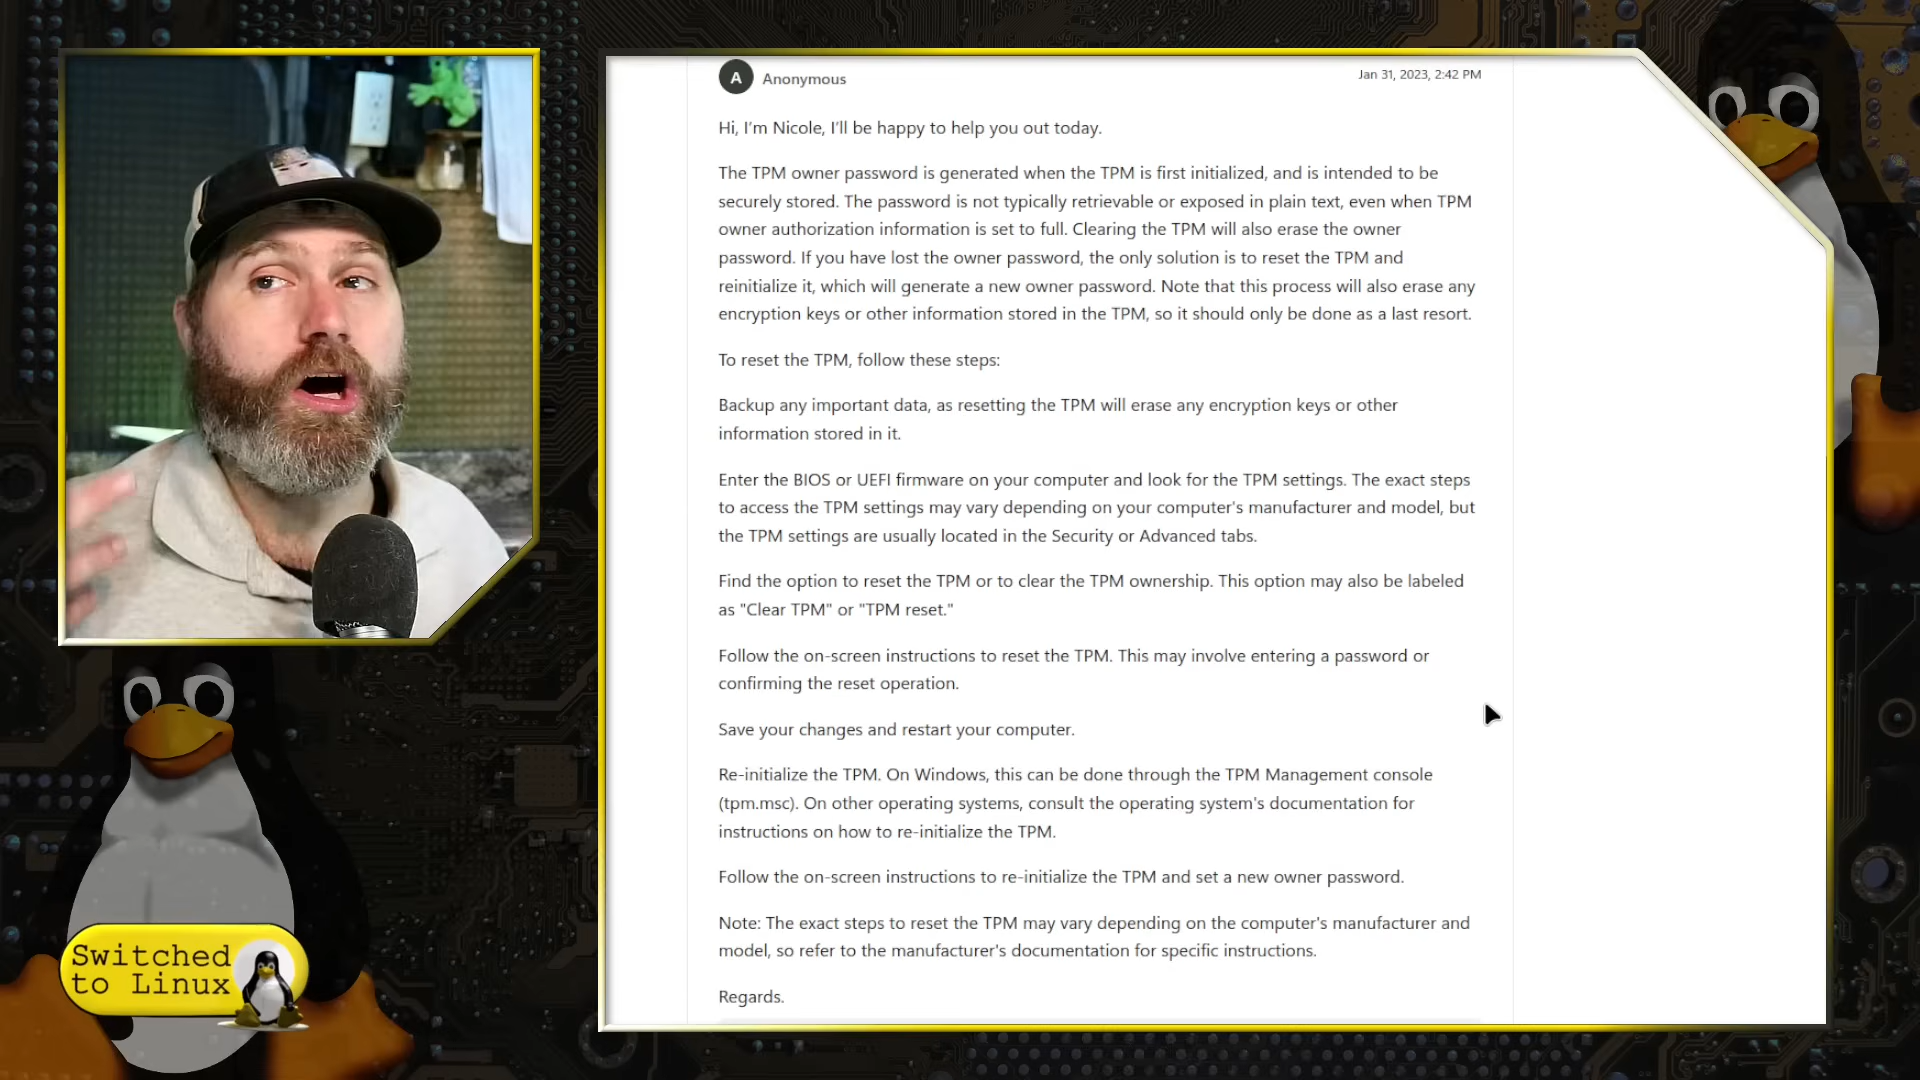 A Anonymous
Jan 31, 2023, 2:42 PM
Hi, I'm Nicole, I'll be happy to help you out today.
The TPM owner password is generated when the TPM is first initialized, and is intended to be
securely stored. The password is not typically retrievable or exposed in plain text, even when TPM
owner authorization information is set to full. Clearing the TPM will also erase the owner
password. If you have lost the owner password, the only solution is to reset the TPM and
reinitialize it, which will generate a new owner password. Note that this process will also erase any
encryption keys or other information stored in the TPM, so it should only be done as a last resort.
To reset the TPM, follow these steps:
Backup any important data, as resetting the TPM will erase any encryption keys or other
information stored in it.
Enter the BIOS or UEFI firmware on your computer and look for the TPM settings. The exact steps
to access the TPM settings may vary depending on your computer's manufacturer and model, but
the TPM settings are usually located in the Security or Advanced tabs.
Find the option to reset the TPM or to clear the TPM ownership. This option may also be labeled
as "Clear TPM" or "TPM reset."
Follow the on-screen instructions to reset the TPM. This may involve entering a password or
confirming the reset operation.
Save your changes and restart your computer.
Re-initialize the TPM. On Windows, this can be done through the TPM Management console
(tpm.msc). On other operating systems, consult the operating system's documentation for
instructions on how to re-initialize the TPM.
Follow the on-screen instructions to re-initialize the TPM and set a new owner password.
Note: The exact steps to reset the TPM may vary depending on the computer's manufacturer and
model, so refer to the manufacturer's documentation for specific instructions.
Regards.
Switched
to Linux